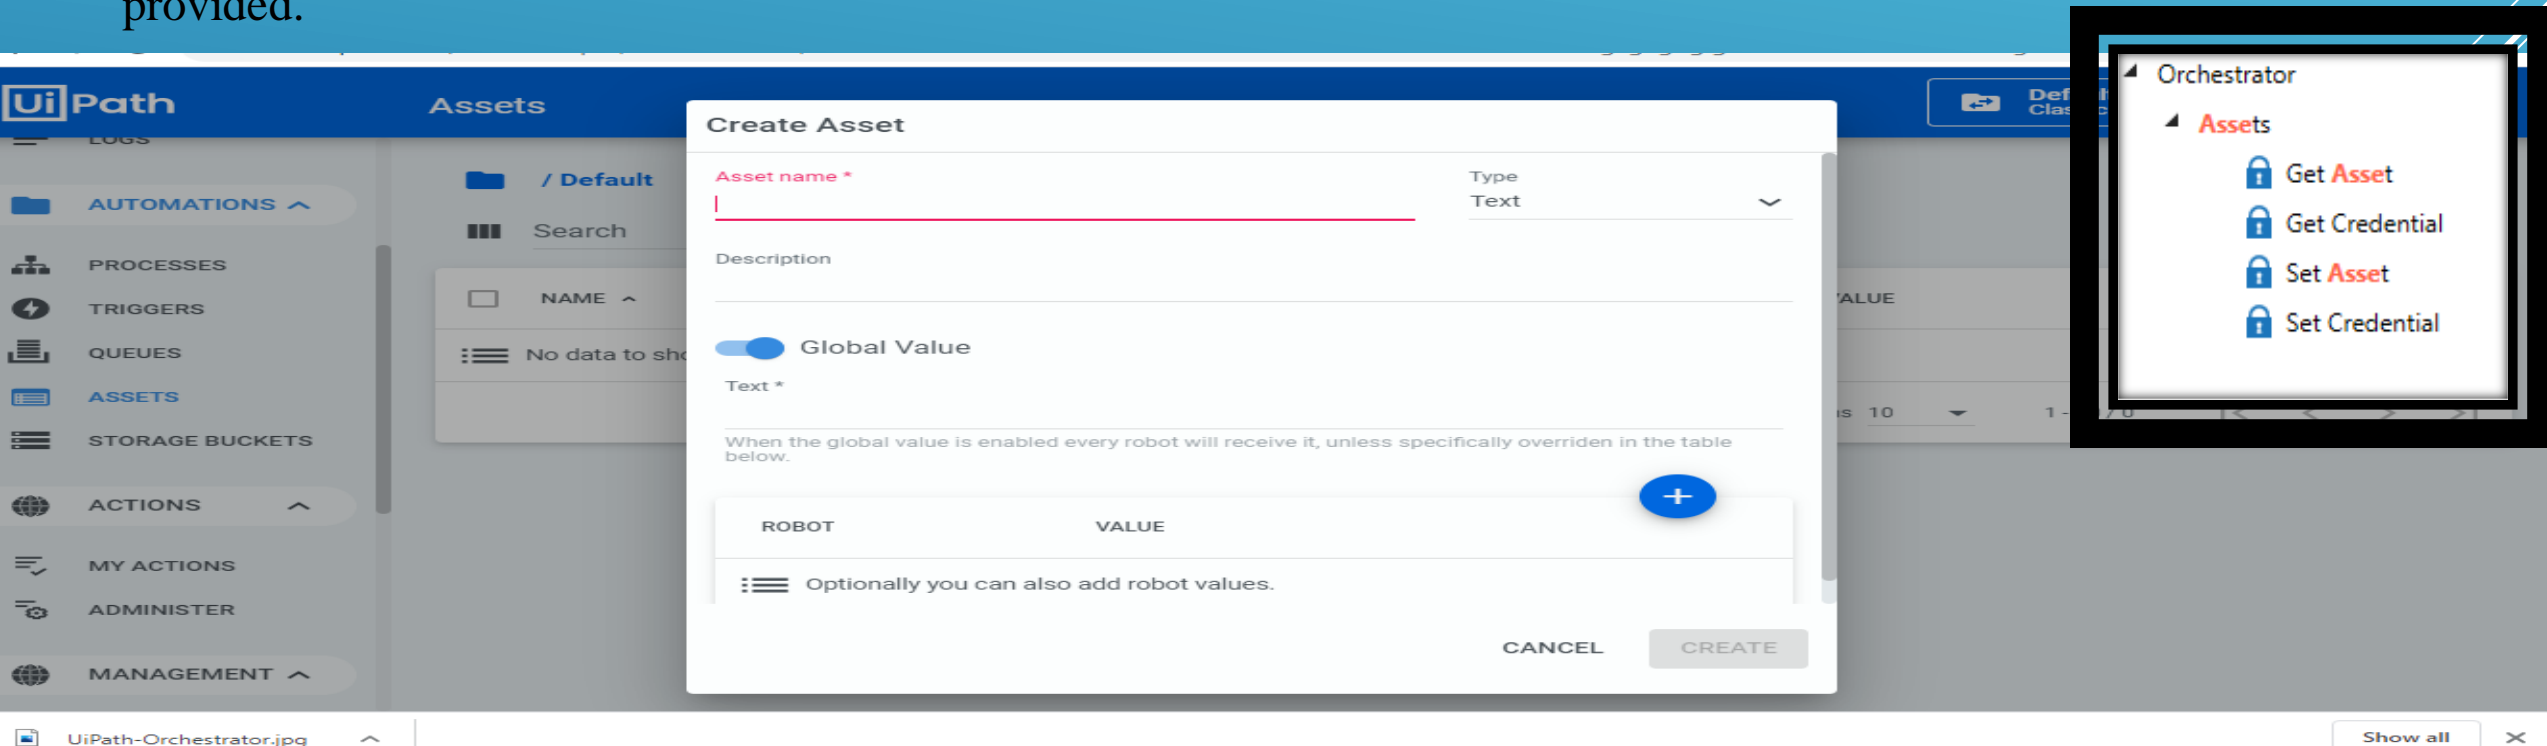 provided.
UiPath
Assets
Create Asset
LOGS
/ Default
Asset name *
Type
Text
AUTOMATIONS
Search
Description
PROCESSES
NAME
TRIGGERS
Global Value
QUEUES
No data to
Text *
ASSETS
10
STORAGE BUCKETS
When the global value is enabled every robot will receive it, unless specifically overriden in the table
below.
ACTIONS
ROBOT VALUE
MY ACTIONS
Optionally you can also add robot values.
ADMINISTER
CANCEL CREATE
MANAGEMENT
UiPath-Orchestrator.jpg
Show all
Orchestrator
Assets
Get Asset
Get Credential
Set Asset
Set Credential